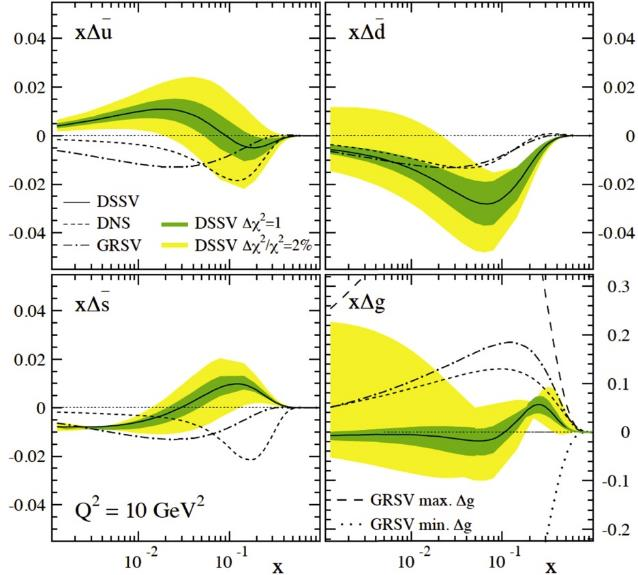 xΔū
xΔd̄
0.04
0.04
0.02
0.02
0
0
-0.02
-0.02
-0.04
-0.04
DSSV
DNS
GRSV
DSSV Δχ²=1
DSSV Δχ²/χ²=2%
xΔs̄
xΔg
0.04
0.3
0.02
0.2
0.1
0
0
-0.02
-0.1
-0.04
-0.2
Q² = 10 GeV²
GRSV max. Δg
GRSV min. Δg
10⁻²
10⁻¹
x
10⁻²
10⁻¹
x